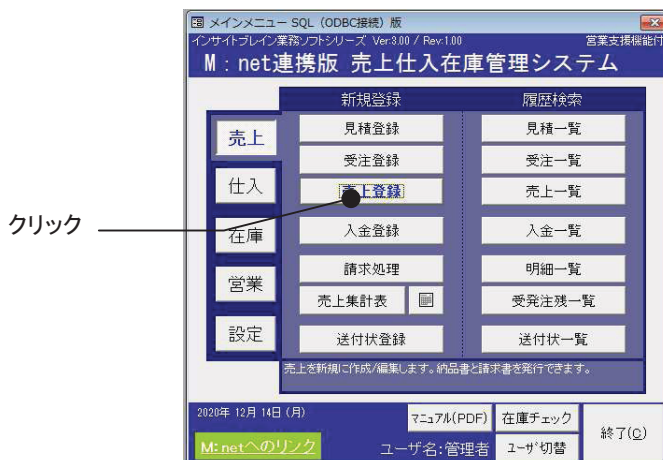 メインメニュー SQL（ODBC接続）版
インサイトブレイン業務ソフトシリーズ Ver:3.00 / Rev:1.00 営業支援機能付
M：net連携版 売上仕入在庫管理システム
新規登録 履歴検索
売上
仕入
在庫
営業
設定
見積登録 見積一覧
受注登録 受注一覧
売上登録 売上一覧
クリック
入金登録 入金一覧
請求処理 明細一覧
売上集計表 受発注残一覧
送付状登録 送付状一覧
売上を新規に作成/編集します。納品書と請求書を発行できます。
2020年 12月 14日 (月)
マニュアル(PDF) 在庫チェック
終了(C)
M:netへのリンク ユーザ名:管理者 ユーザ切替